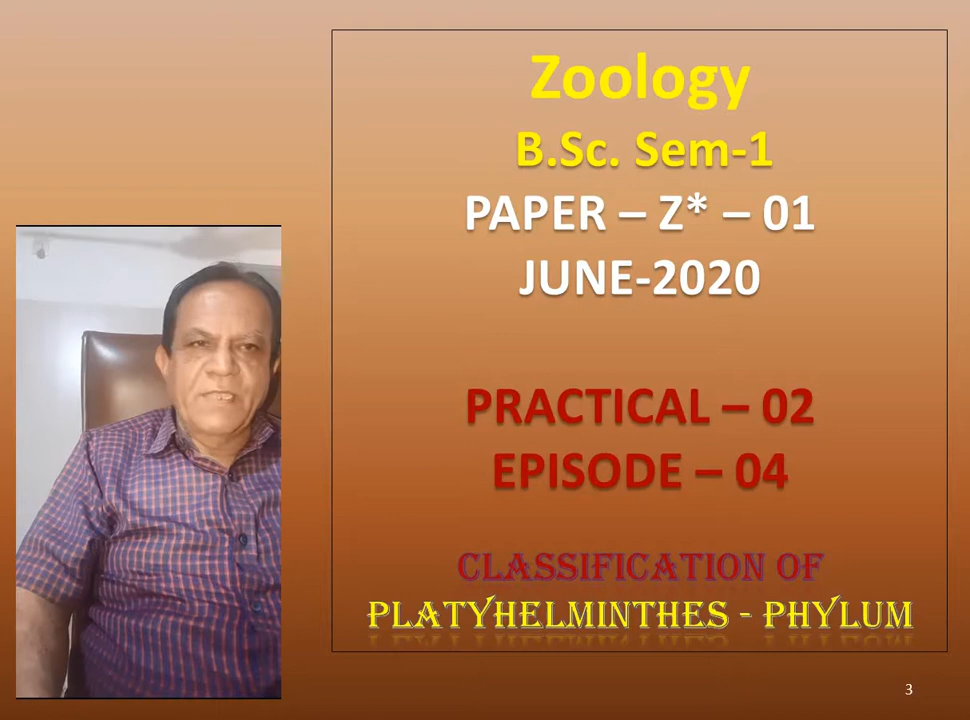 Zoology
B.Sc. Sem-1
PAPER – Z* – 01
JUNE-2020
PRACTICAL – 02
EPISODE – 04
CLASSIFICATION OF
PLATYHELMINTHES - PHYLUM
3